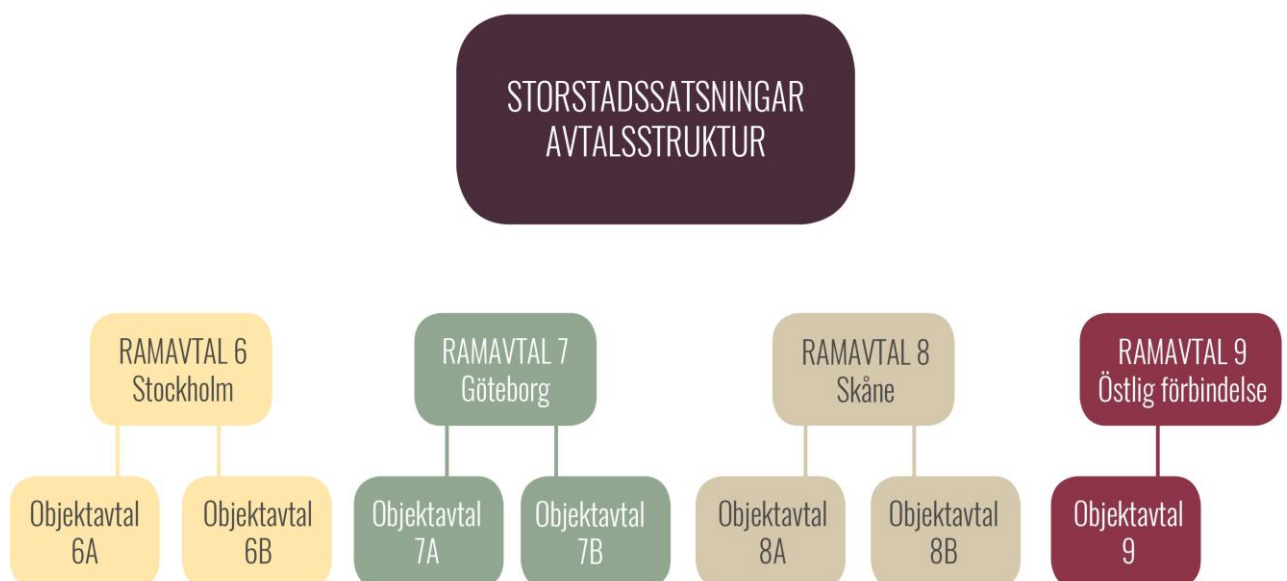 STORSTADSSATSNINGAR
AVTALSSTRUKTUR
RAMAVTAL 6
Stockholm
RAMAVTAL 7
Göteborg
RAMAVTAL 8
Skåne
RAMAVTAL 9
Östlig förbindelse
Objektavtal
6A
Objektavtal
6B
Objektavtal
7A
Objektavtal
7B
Objektavtal
8A
Objektavtal
8B
Objektavtal
9